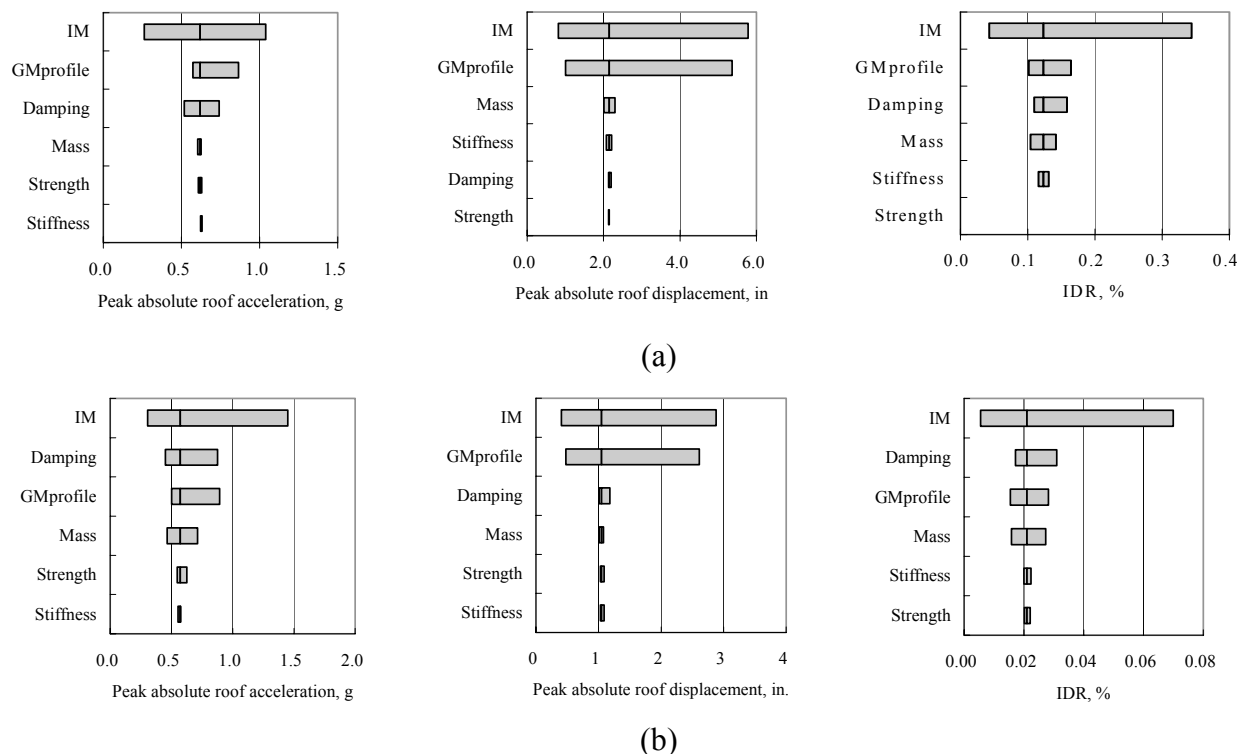 IM
GMprofile
Damping
Mass
Strength
Stiffness
0.0 0.5 1.0 1.5
Peak absolute roof acceleration, g
IM
GMprofile
Mass
Stiffness
Damping
Strength
0.0 2.0 4.0 6.0
Peak absolute roof displacement, in
IM
GMprofile
Damping
Mass
Stiffness
Strength
0.0 0.1 0.2 0.3 0.4
IDR, %
(a)
IM
Damping
GMprofile
Mass
Strength
Stiffness
0.0 0.5 1.0 1.5 2.0
Peak absolute roof acceleration, g
IM
GMprofile
Damping
Mass
Strength
Stiffness
0 1 2 3 4
Peak absolute roof displacement, in.
IM
Damping
GMprofile
Mass
Stiffness
Strength
0.00 0.02 0.04 0.06 0.08
IDR, %
(b)